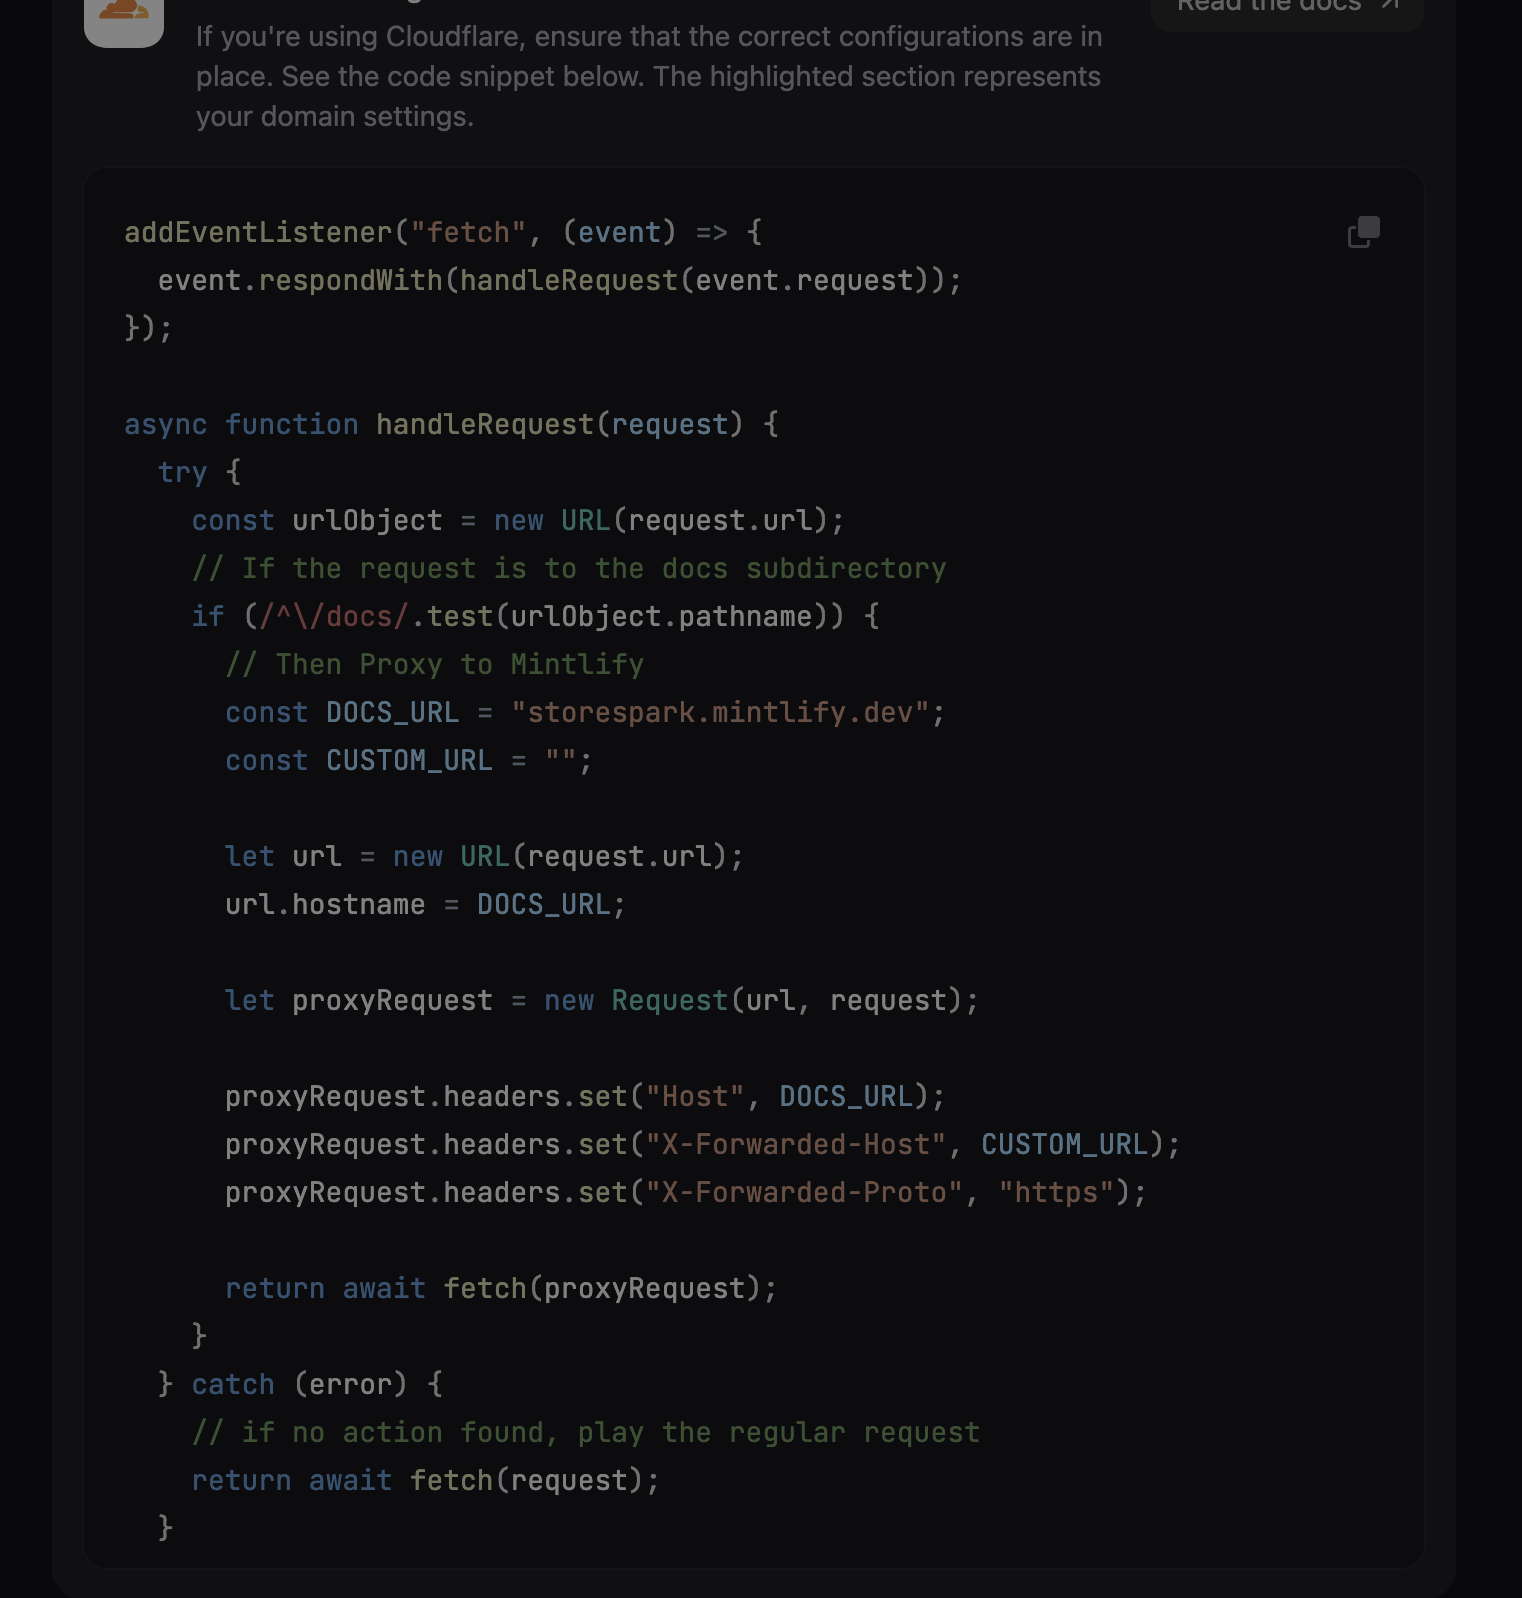 Read the docs
If you're using Cloudflare, ensure that the correct configurations are in
place. See the code snippet below. The highlighted section represents
your domain settings.
addEventListener("fetch", (event) => {
  event.respondWith(handleRequest(event.request));
});
async function handleRequest(request) {
  try {
    const urlObject = new URL(request.url);
    // If the request is to the docs subdirectory
    if (/^\/docs/.test(urlObject.pathname)) {
      // Then Proxy to Mintlify
      const DOCS_URL = "storespark.mintlify.dev";
      const CUSTOM_URL = "";
      let url = new URL(request.url);
      url.hostname = DOCS_URL;
      let proxyRequest = new Request(url, request);
      proxyRequest.headers.set("Host", DOCS_URL);
      proxyRequest.headers.set("X-Forwarded-Host", CUSTOM_URL);
      proxyRequest.headers.set("X-Forwarded-Proto", "https");
      return await fetch(proxyRequest);
    }
  } catch (error) {
    // if no action found, play the regular request
    return await fetch(request);
  }